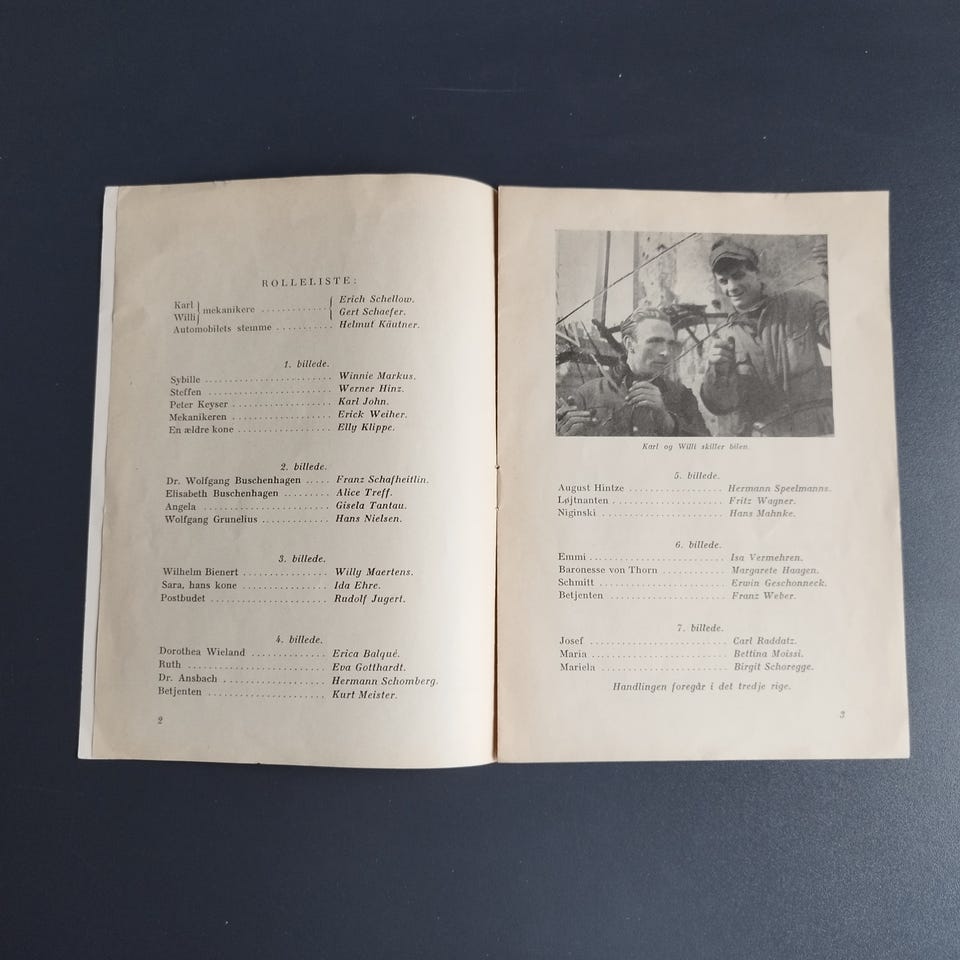 ROLLELISTE:
Karl } mekanikere ............ { Erich Schellow.
Willi } { Gert Schaefer.
Automobilets stemme ........... Helmut Käutner.
1. billede.
Sybille ........................ Winnie Markus.
Steffen ........................ Werner Hinz.
Peter Keyser .................. Karl John.
Mekanikeren .................. Erick Weiher.
En ældre kone ................. Elly Klippe.
2. billede.
Dr. Wolfgang Buschenhagen ..... Franz Schafheitlin.
Elisabeth Buschenhagen ......... Alice Treff.
Angela ......................... Gisela Tantau.
Wolfgang Grunelius ............. Hans Nielsen.
3. billede.
Wilhelm Bienert ................ Willy Maertens.
Sara, hans kone ................ Ida Ehre.
Postbudet ...................... Rudolf Jugert.
4. billede.
Dorothea Wieland .............. Erica Balqué.
Ruth .......................... Eva Gotthardt.
Dr. Ansbach .................... Hermann Schomberg.
Betjenten ...................... Kurt Meister.
2
Karl og Willi skiller bilen.
5. billede.
August Hintze .................. Hermann Speelmanns.
Løjtnanten ..................... Fritz Wagner.
Niginski ....................... Hans Mahnke.
6. billede.
Emmi .......................... Isa Vermehren.
Baronesse von Thorn ............ Margarete Haagen.
Schmitt ........................ Erwin Geschonneck.
Betjenten ...................... Franz Weber.
7. billede.
Josef .......................... Carl Raddatz.
Maria .......................... Bettina Moissi.
Mariela ........................ Birgit Schoregge.
Handlingen foregår i det tredje rige.
3